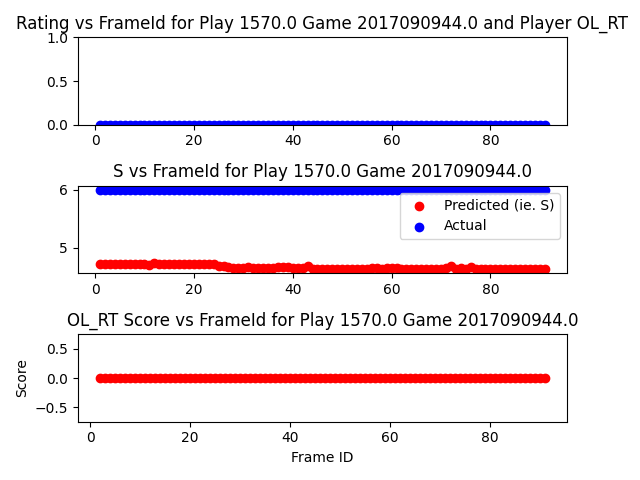 Rating vs FrameId for Play 1570.0 Game 2017090944.0 and Player OL_RT
1.0
0.5
0.0
0 20 40 60 80
S vs FrameId for Play 1570.0 Game 2017090944.0
6
Predicted (ie. S)
Actual
5
0 20 40 60 80
OL_RT Score vs FrameId for Play 1570.0 Game 2017090944.0
0.5
0.0
−0.5
Score
0 20 40 60 80
Frame ID